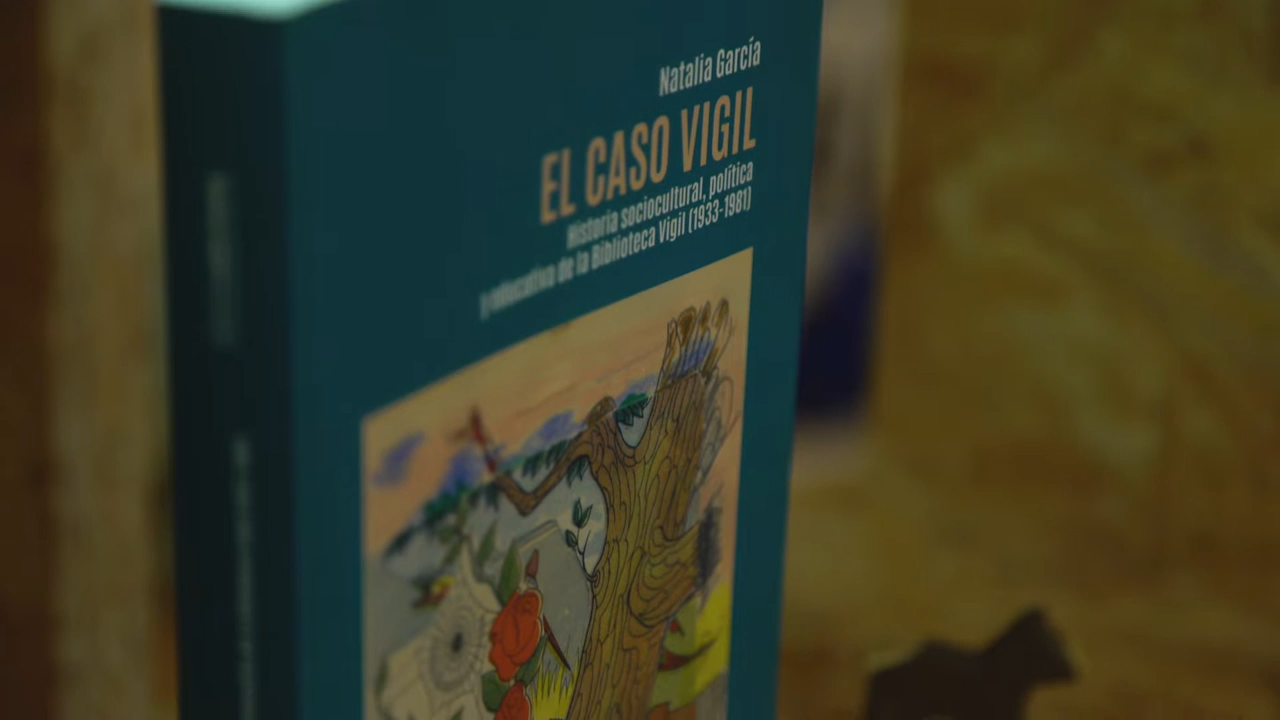 Natalia García
EL CASO VIGIL
Historia sociocultural, política
y educativa de la Biblioteca Vigil (1933-1981)